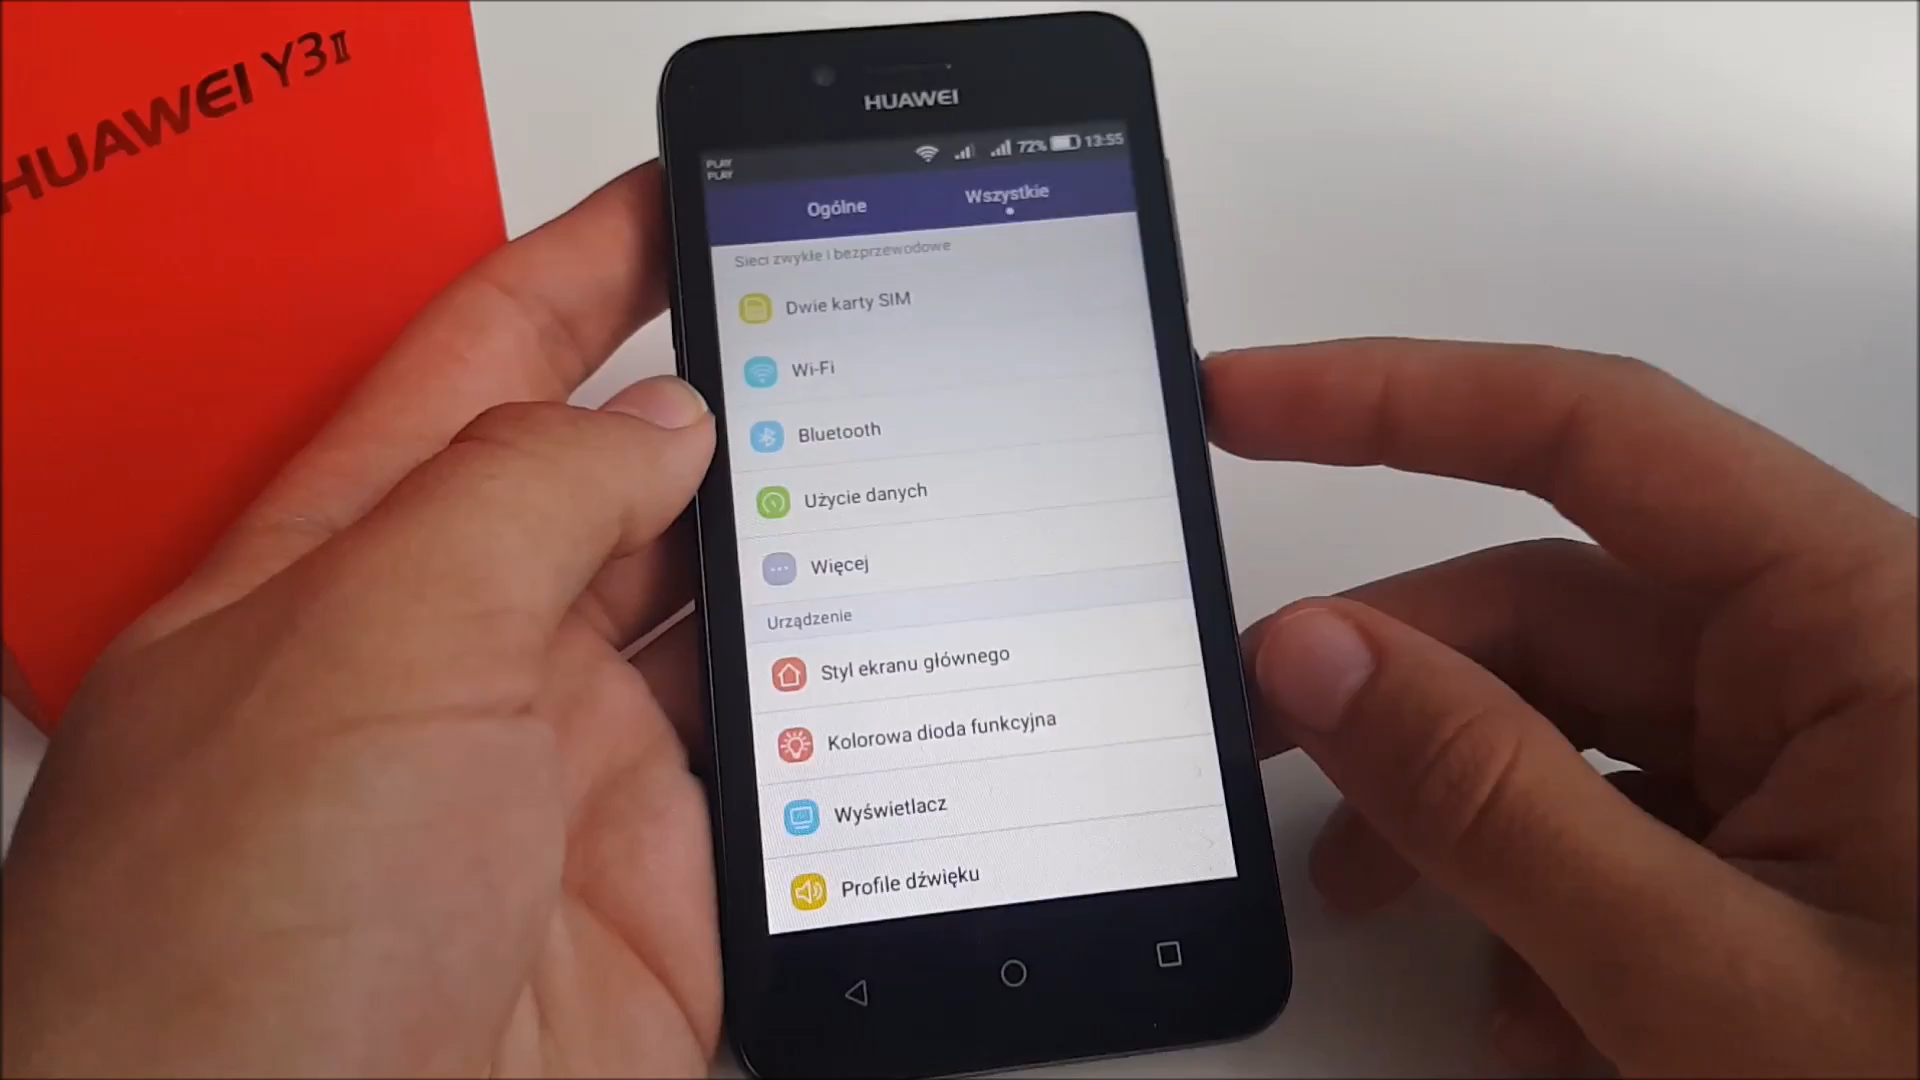 HUAWEI Y3II
HUAWEI
PLAY
PLAY
72% 13:55
Ogólne
Wszystkie
Sieci zwykłe i bezprzewodowe
Dwie karty SIM
Wi-Fi
Bluetooth
Użycie danych
Więcej
Urządzenie
Styl ekranu głównego
Kolorowa dioda funkcyjna
Wyświetlacz
Profile dźwięku